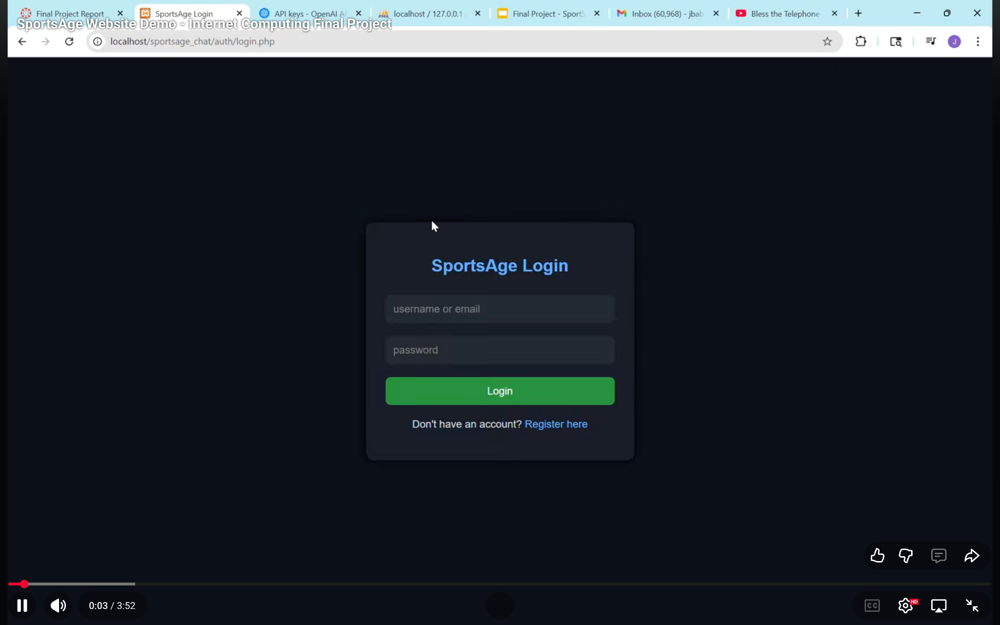 Final Project Report
SportsAge Login
API keys - OpenAI AF
localhost / 127.0.0.1
Final Project - Sports
Inbox (60,968) - jbab
Bless the Telephone
SportsAge Website Demo - Internet Computing Final Project
localhost/sportsage_chat/auth/login.php
J
SportsAge Login
username or email
password
Login
Don't have an account? Register here
0:03 / 3:52
CC
HD